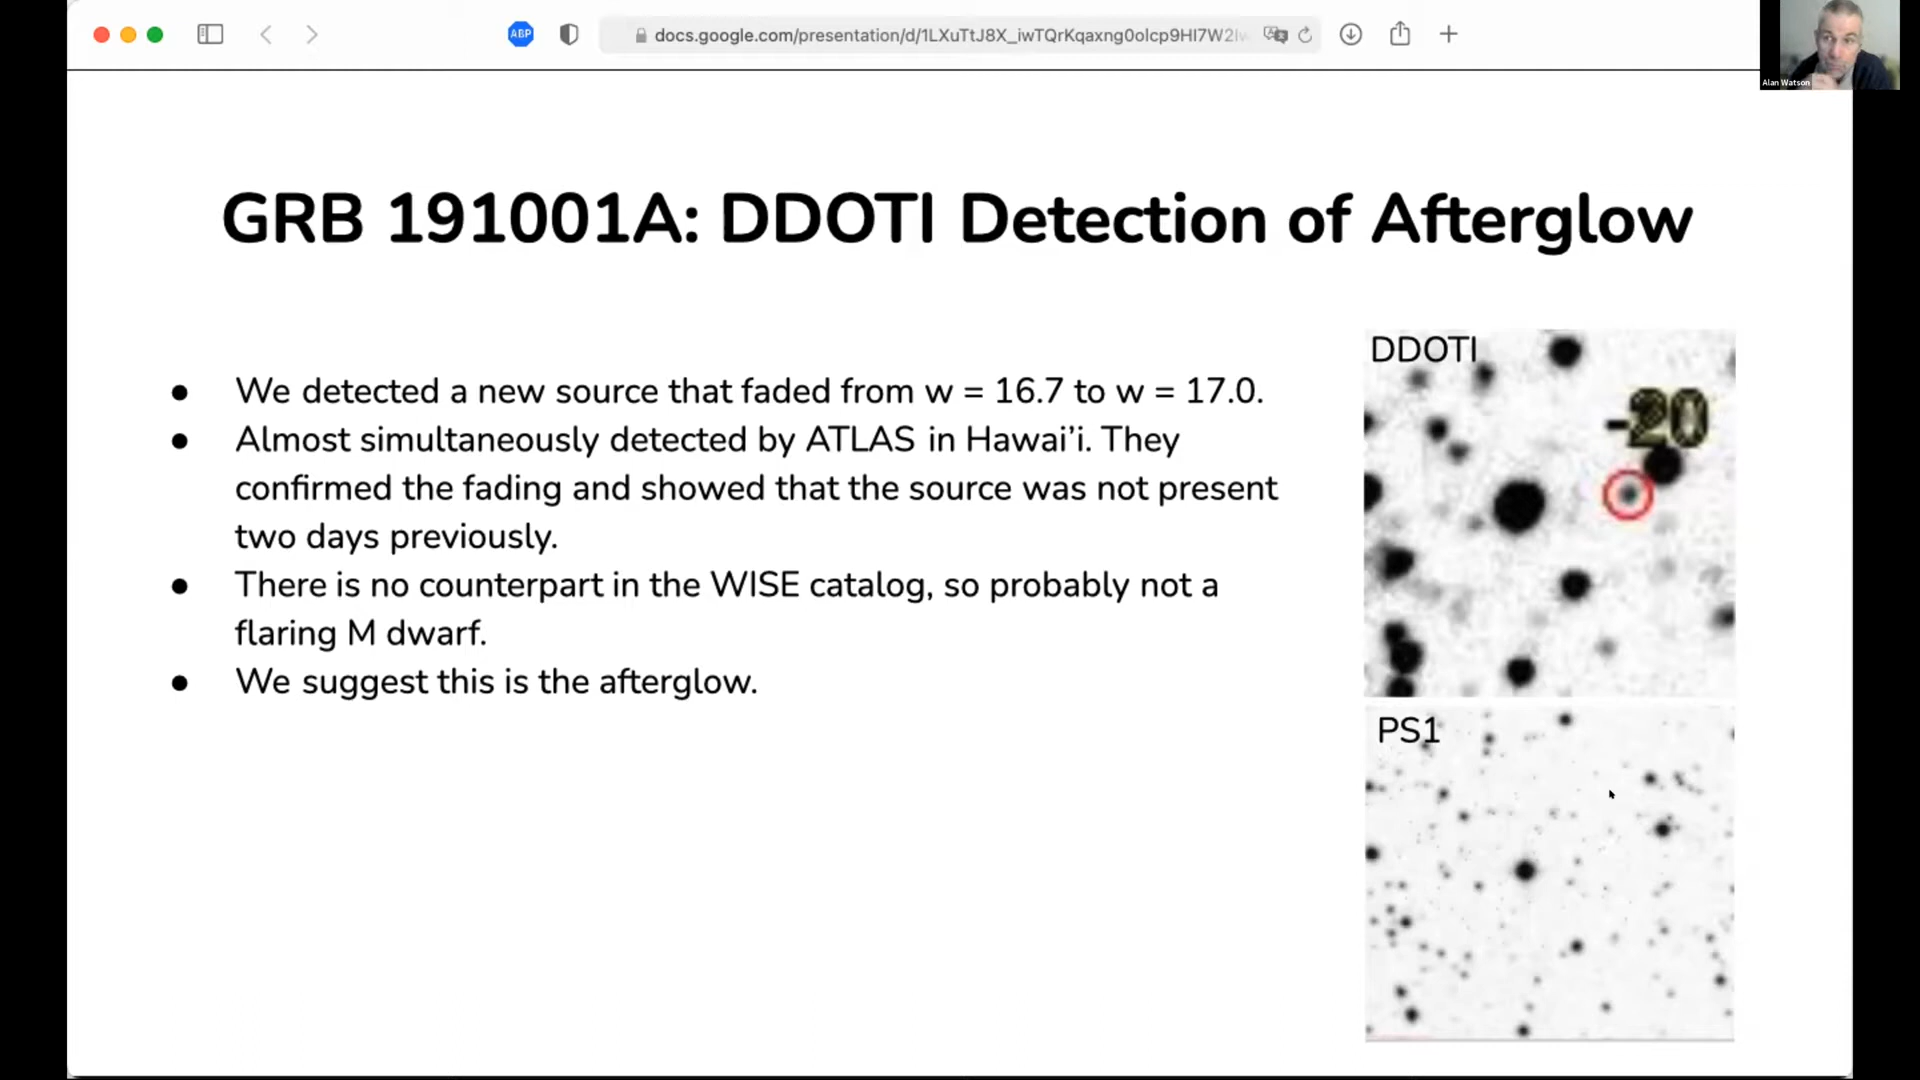 ABP
docs.google.com/presentation/d/1LXuTtJ8X_iwTQrKqaxng0olcp9HI7W2
Alan Watson
GRB 191001A: DDOTI Detection of Afterglow
● We detected a new source that faded from w = 16.7 to w = 17.0.
● Almost simultaneously detected by ATLAS in Hawai’i. They
confirmed the fading and showed that the source was not present
two days previously.
● There is no counterpart in the WISE catalog, so probably not a
flaring M dwarf.
● We suggest this is the afterglow.
DDOTI
-20
PS1